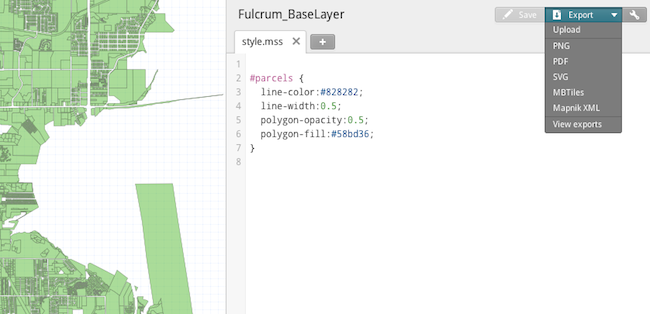 Fulcrum_BaseLayer
Save
Export
Upload
PNG
PDF
SVG
MBTiles
Mapnik XML
View exports
style.mss ×
+
1
2 #parcels {
3 line-color:#828282;
4 line-width:0.5;
5 polygon-opacity:0.5;
6 polygon-fill:#58bd36;
7 }
8